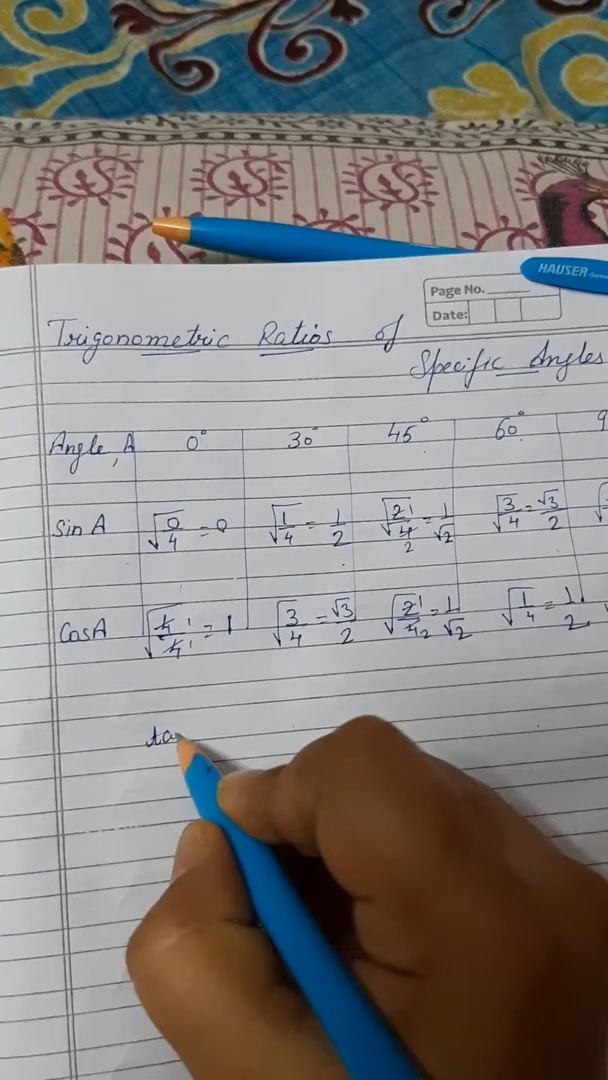 HAUSER
Page No.
Date:
Trigonometric Ratios of
Specific Angles
Angle, A 0° 30° 45° 60° 9
Sin A √0/4 = 0 √1/4 = 1/2 √2/4 = 1/√2 √3/4 = √3/2
Cos A √4/4 = 1 √3/4 = √3/2 √2/4 = 1/√2 √1/4 = 1/2
ta